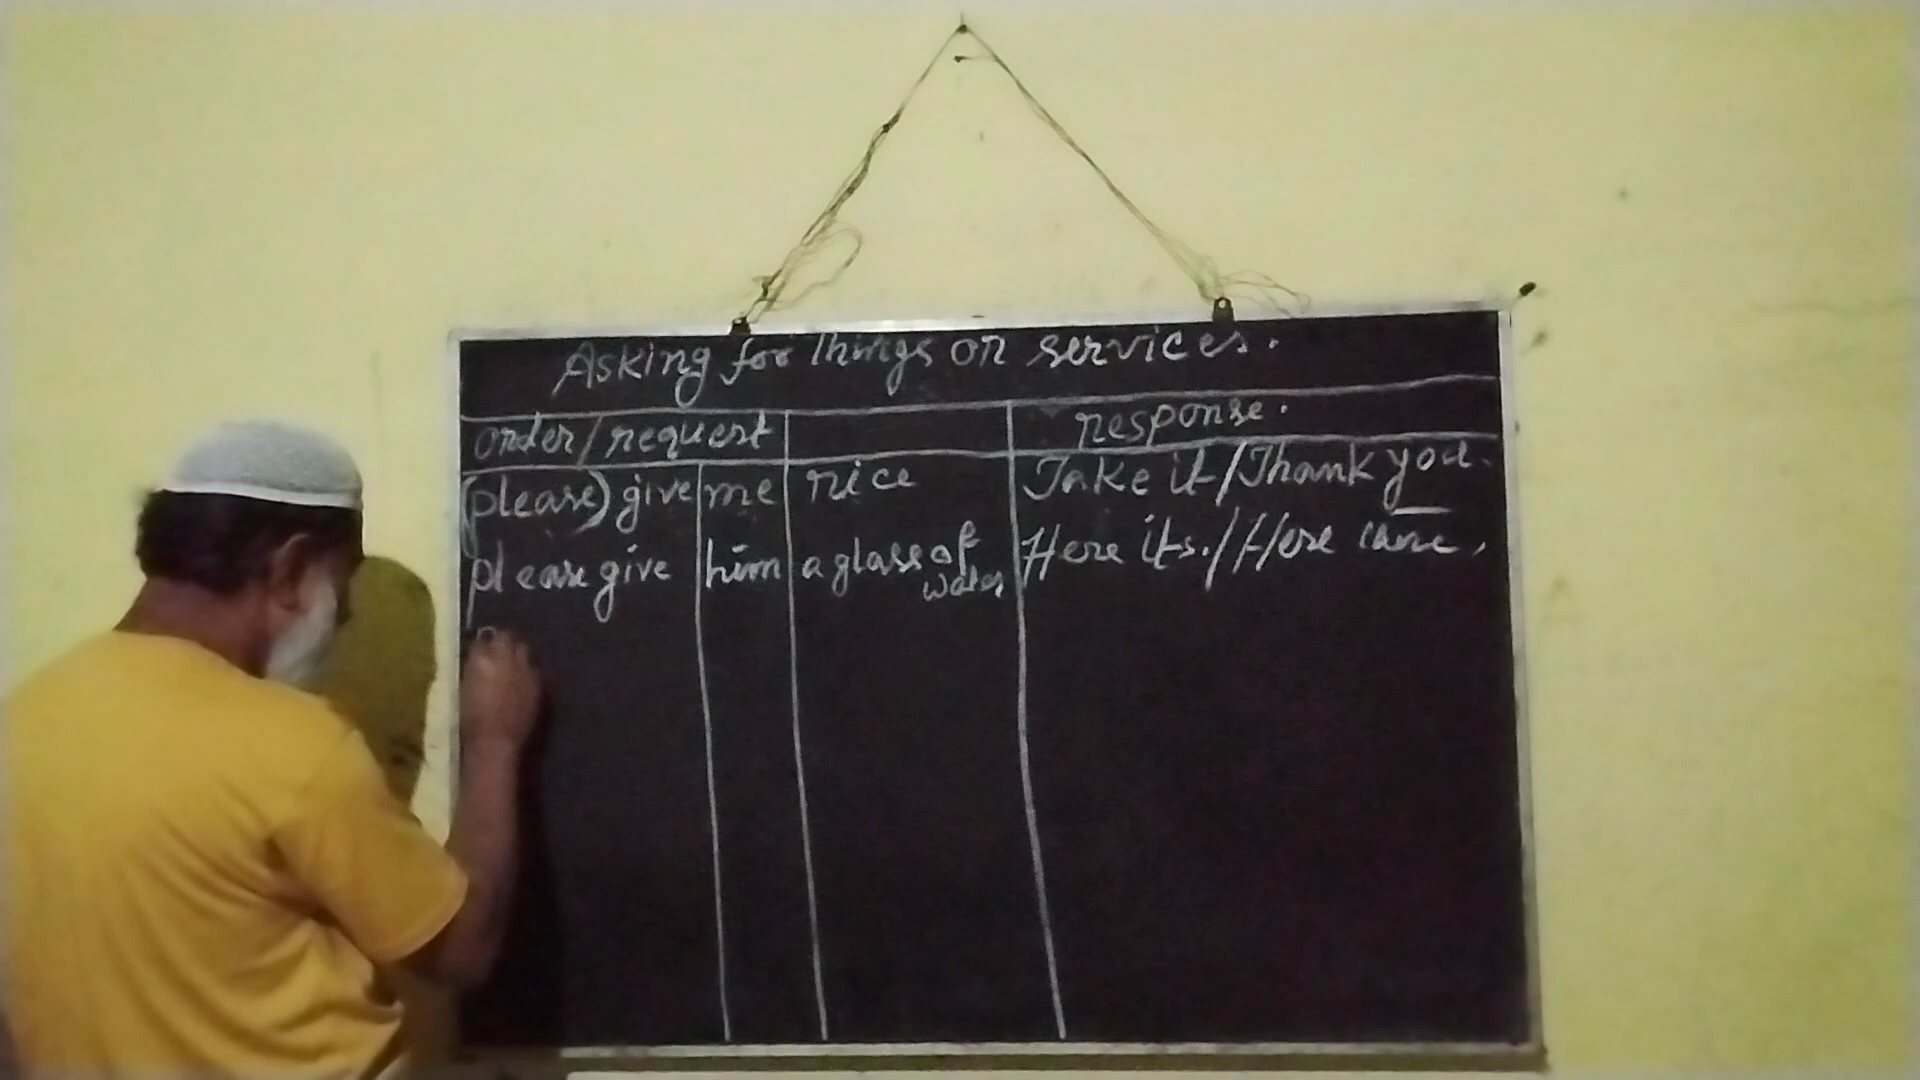 Asking for Things or services.
order/request response.
(please) give me rice Take it/Thank you.
please give him a glass of water Here its./Here